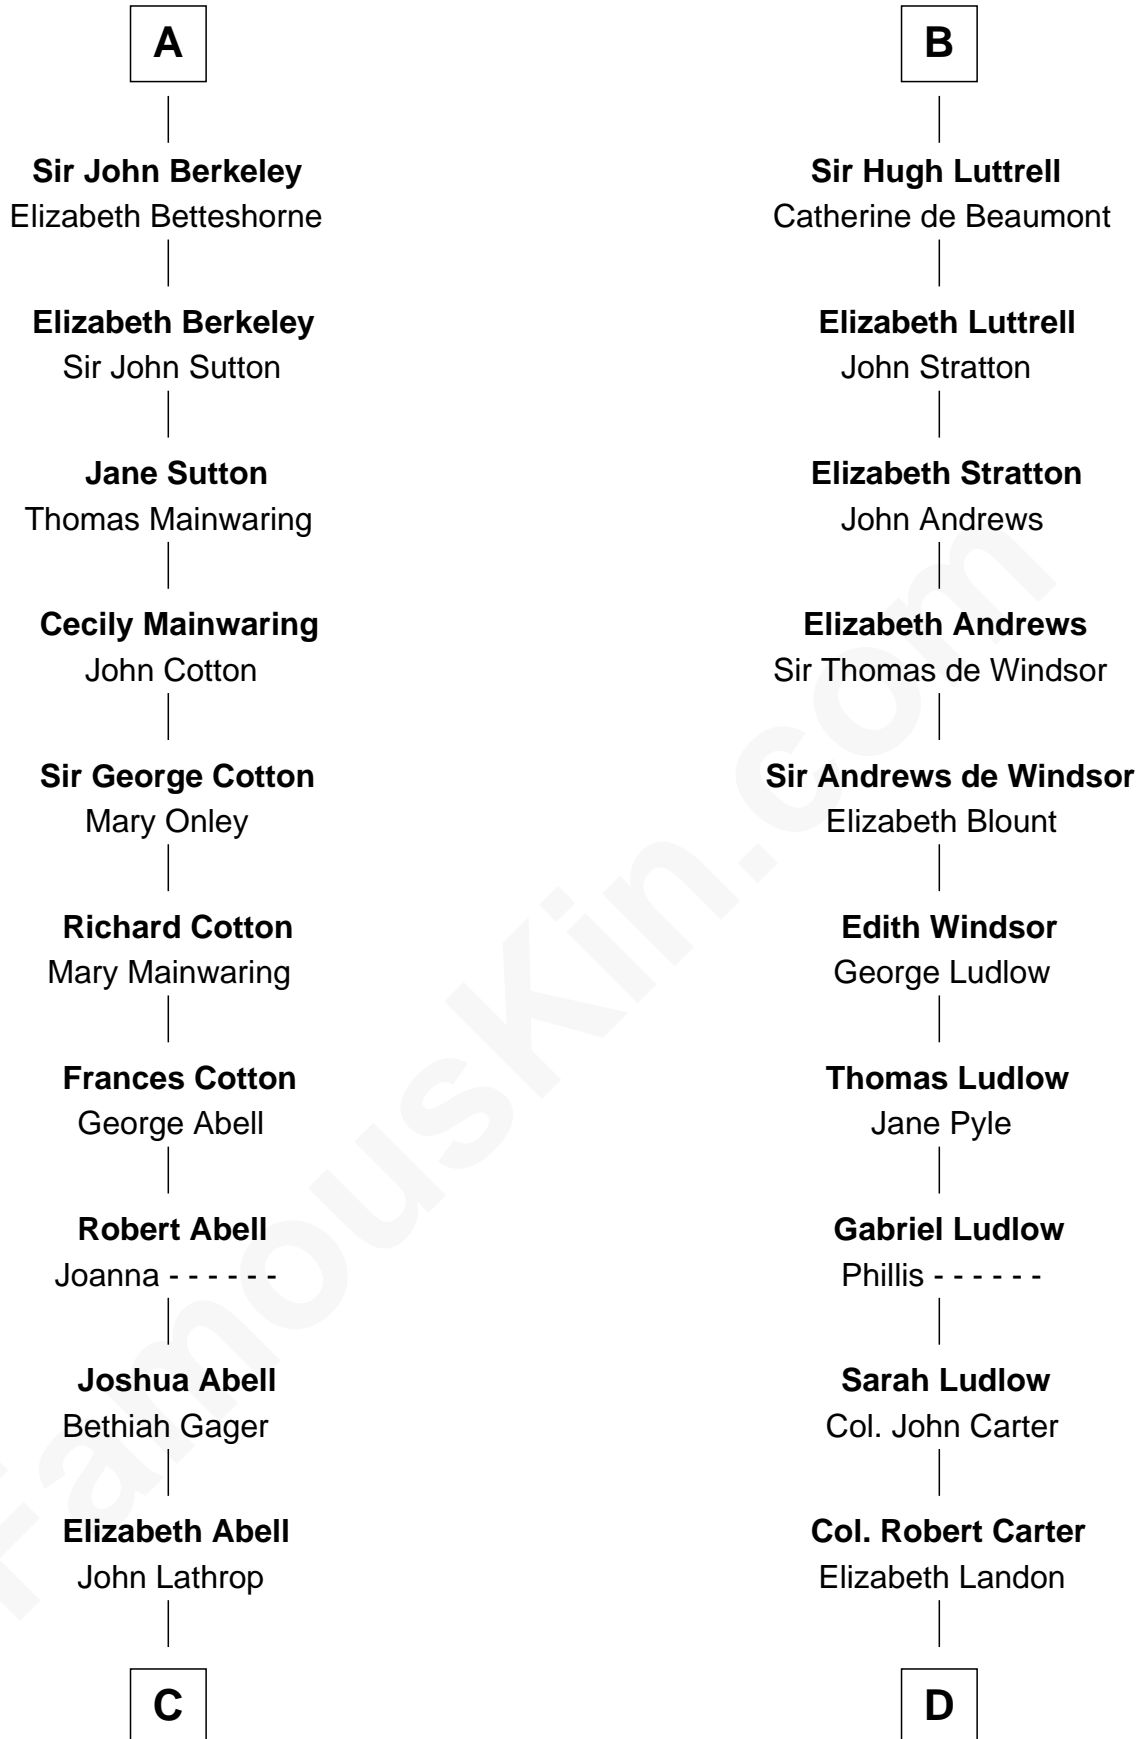 A
Sir John Berkeley
Elizabeth Betteshorne
Elizabeth Berkeley
Sir John Sutton
Jane Sutton
Thomas Mainwaring
Cecily Mainwaring
John Cotton
Sir George Cotton
Mary Onley
Richard Cotton
Mary Mainwaring
Frances Cotton
George Abell
Robert Abell
Joanna - - - - - -
Joshua Abell
Bethiah Gager
Elizabeth Abell
John Lathrop
C
B
Sir Hugh Luttrell
Catherine de Beaumont
Elizabeth Luttrell
John Stratton
Elizabeth Stratton
John Andrews
Elizabeth Andrews
Sir Thomas de Windsor
Sir Andrews de Windsor
Elizabeth Blount
Edith Windsor
George Ludlow
Thomas Ludlow
Jane Pyle
Gabriel Ludlow
Phillis - - - - - -
Sarah Ludlow
Col. John Carter
Col. Robert Carter
Elizabeth Landon
D
FamousKin.com